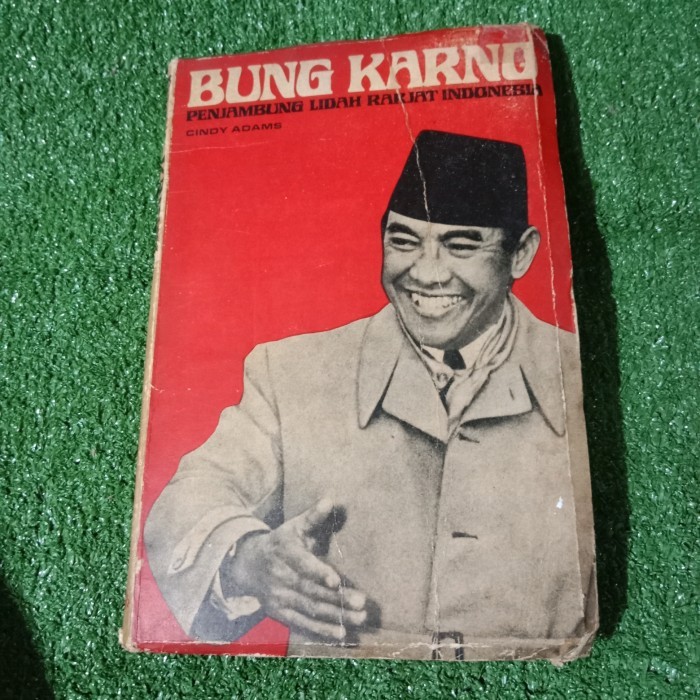 BUNG KARNO
PENJAMBUNG LIDAH RAKJAT INDONESIA
CINDY ADAMS